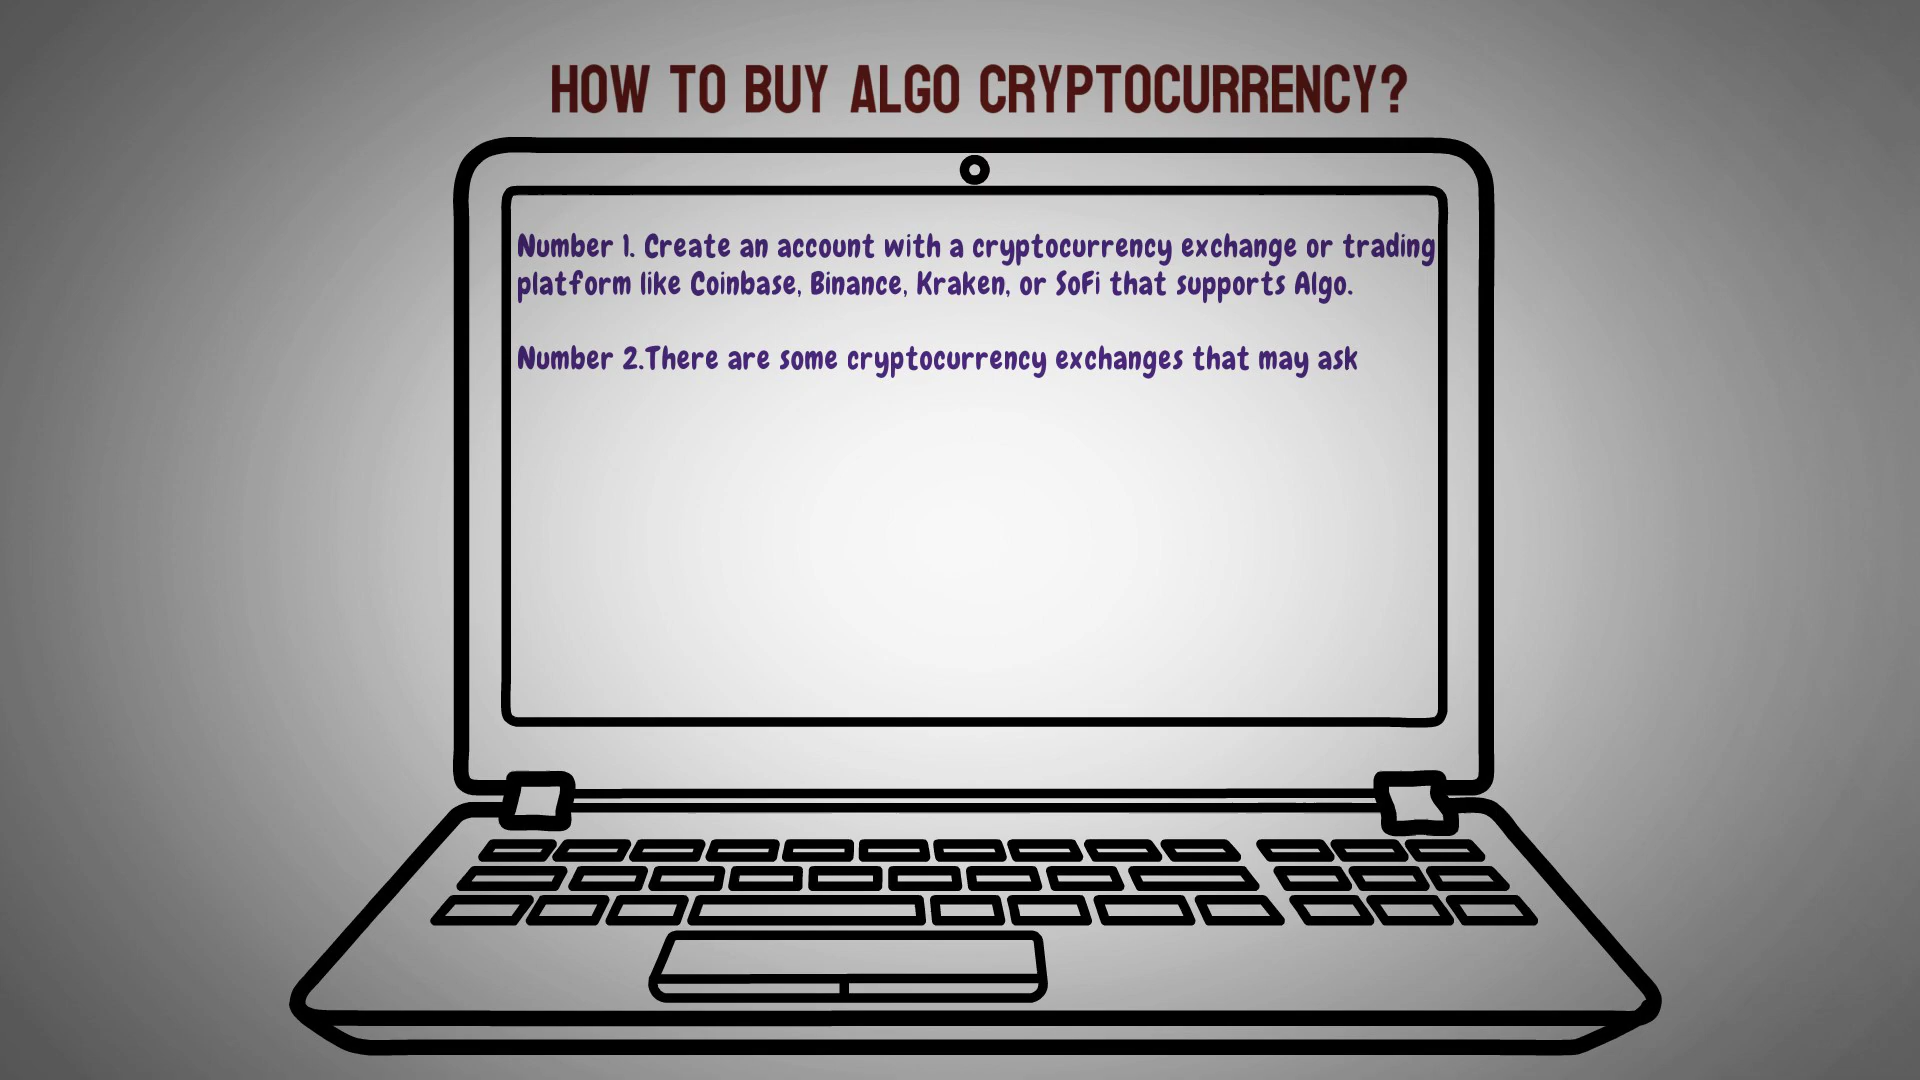 HOW TO BUY ALGO CRYPTOCURRENCY?
Number 1. Create an account with a cryptocurrency exchange or trading
platform like Coinbase, Binance, Kraken, or SoFi that supports Algo.
Number 2.There are some cryptocurrency exchanges that may ask